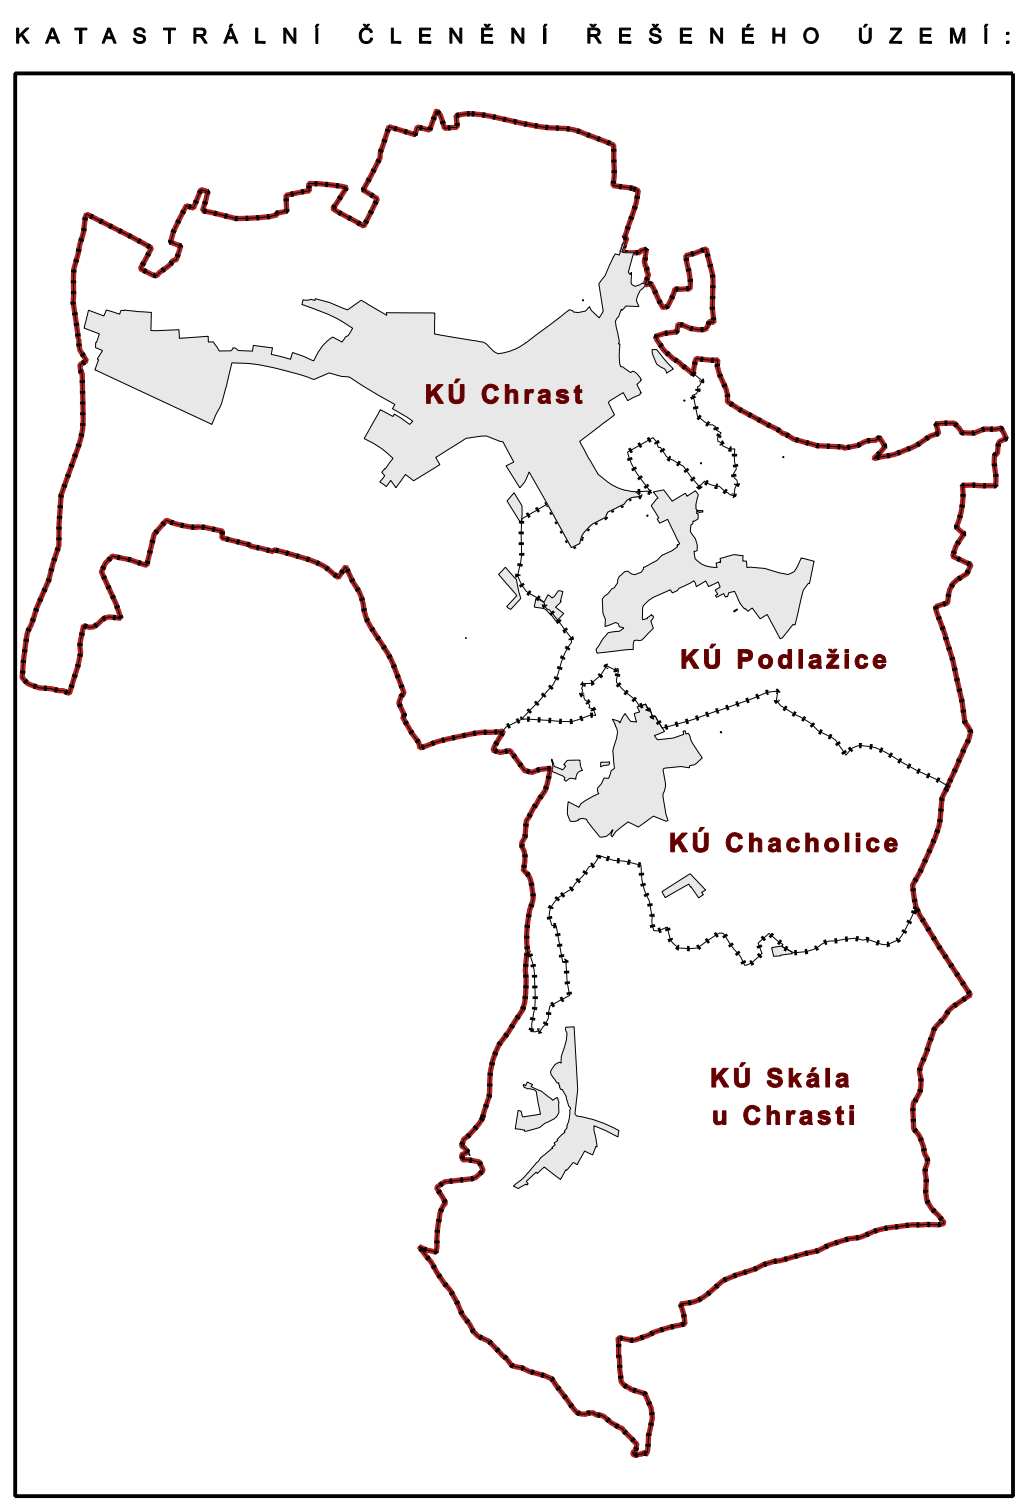 KATASTRÁLNÍ ČLENĚNÍ ŘEŠENÉHO ÚZEMÍ:
KÚ Chrast
KÚ Podlažice
KÚ Chacholice
KÚ Skála
u Chrasti